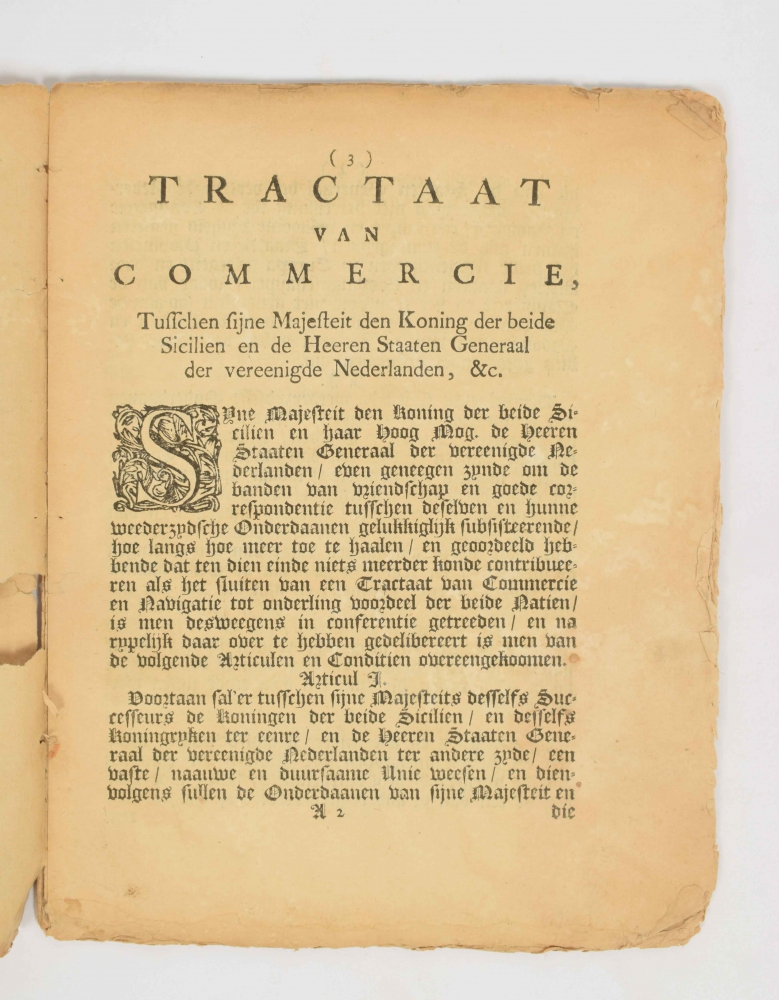 ( 3 )
TRACTAAT
VAN
COMMERCIE,
Tuſſchen ſijne Majeſteit den Koning der beide
Sicilien en de Heeren Staaten Generaal
der vereenigde Nederlanden, &c.
SYne Majeſteit den Koning der beide Si-
cilien en haar Hoog Mog. de Heeren
Staaten Generaal der vereenigde Ne-
derlanden / even geneegen zynde om de
banden van vriendſchap en goede cor-
reſpondentie tuſſchen deſelven en hunne
weederzydſche Onderdaanen gelukkiglyk ſubſiſteerende /
hoe langs hoe meer toe te haalen / en geoordeeld heb-
bende dat ten dien einde niets meerder konde contribuee-
ren als het ſluiten van een Tractaat van Commercie
en Navigatie tot onderling voordeel der beide Natien /
is men desweegens in conferentie getreeden / en na
rypelyk daar over te hebben gedelibereert is men van
de volgende Articulen en Conditien overeengekoomen.
Articul I.
Voortaan ſal'er tuſſchen ſijne Majeſteits deſſelfs Suc-
ceſſeurs de Koningen der beide Sicilien / en deſſelfs
Koningryken ter eenre / en de Heeren Staaten Gene-
raal der vereenigde Nederlanden ter andere zyde / een
vaſte / naauwe en duurſaame Unie weeſen / en dien-
volgens ſullen de Onderdaanen van ſijne Majeſteit en
A 2 die